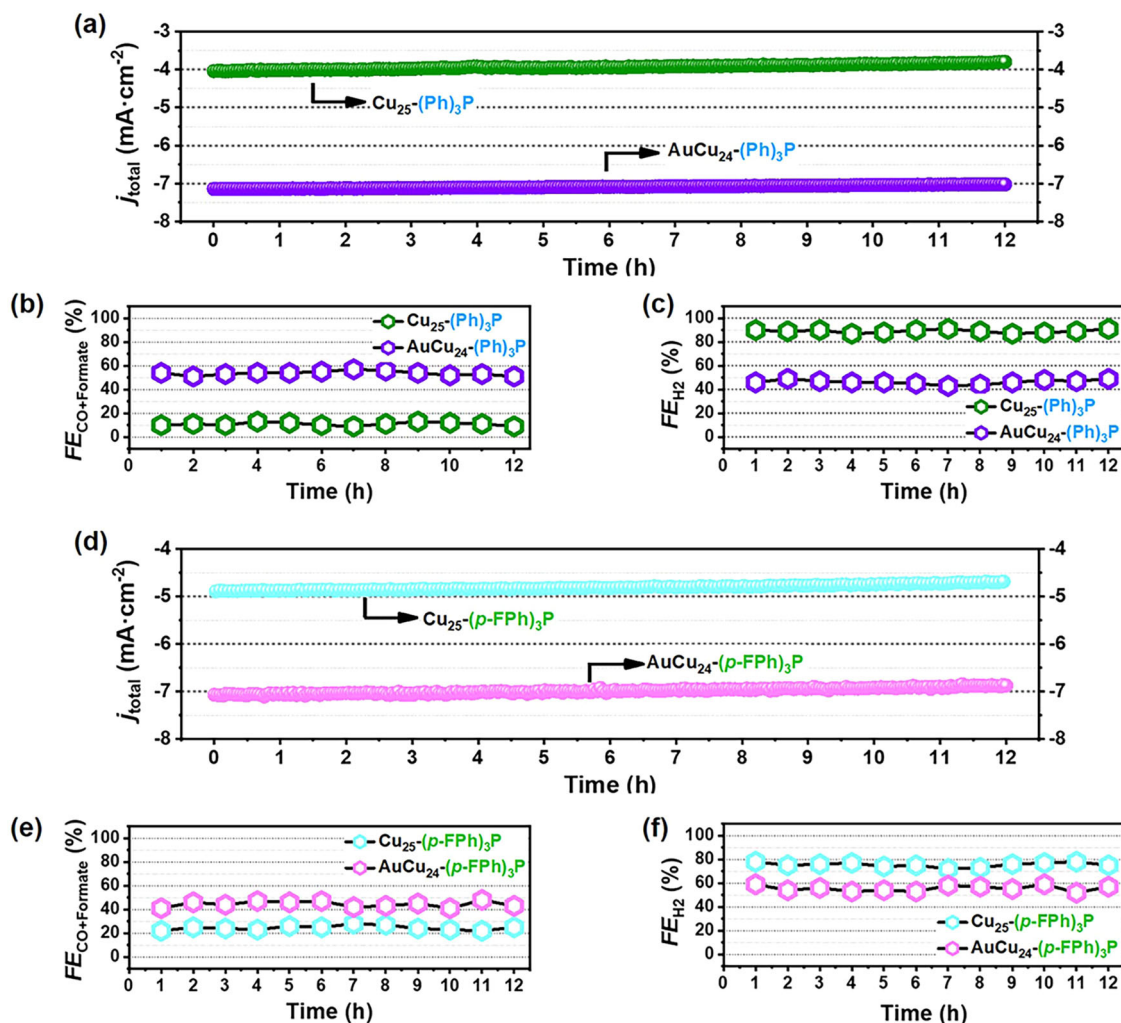 (a)
-3
-4
-5
-6
-7
-8
j_total (mA·cm⁻²)
Cu₂₅-(Ph)₃P
AuCu₂₄-(Ph)₃P
-3
-4
-5
-6
-7
-8
0 1 2 3 4 5 6 7 8 9 10 11 12
Time (h)
(b)
FE_CO+Formate (%)
100
80
60
40
20
0
Cu₂₅-(Ph)₃P
AuCu₂₄-(Ph)₃P
0 1 2 3 4 5 6 7 8 9 10 11 12
Time (h)
(c)
FE_H2 (%)
100
80
60
40
20
0
Cu₂₅-(Ph)₃P
AuCu₂₄-(Ph)₃P
0 1 2 3 4 5 6 7 8 9 10 11 12
Time (h)
(d)
-4
-5
-6
-7
-8
j_total (mA·cm⁻²)
Cu₂₅-(p-FPh)₃P
AuCu₂₄-(p-FPh)₃P
-4
-5
-6
-7
-8
0 1 2 3 4 5 6 7 8 9 10 11 12
Time (h)
(e)
FE_CO+Formate (%)
100
80
60
40
20
0
Cu₂₅-(p-FPh)₃P
AuCu₂₄-(p-FPh)₃P
0 1 2 3 4 5 6 7 8 9 10 11 12
Time (h)
(f)
FE_H2 (%)
100
80
60
40
20
0
Cu₂₅-(p-FPh)₃P
AuCu₂₄-(p-FPh)₃P
0 1 2 3 4 5 6 7 8 9 10 11 12
Time (h)